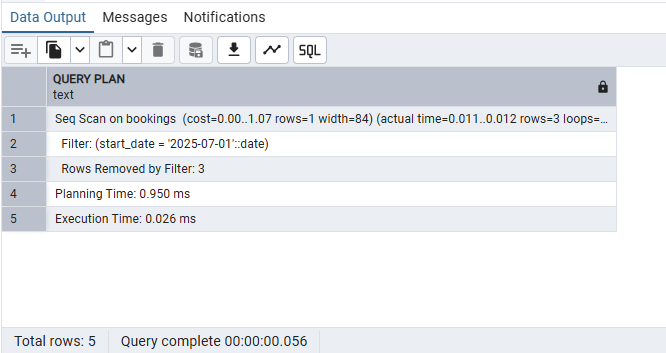 Data Output Messages Notifications
SQL
QUERY PLAN
text
1 Seq Scan on bookings (cost=0.00..1.07 rows=1 width=84) (actual time=0.011..0.012 rows=3 loops=...
2 Filter: (start_date = '2025-07-01'::date)
3 Rows Removed by Filter: 3
4 Planning Time: 0.950 ms
5 Execution Time: 0.026 ms
Total rows: 5 Query complete 00:00:00.056